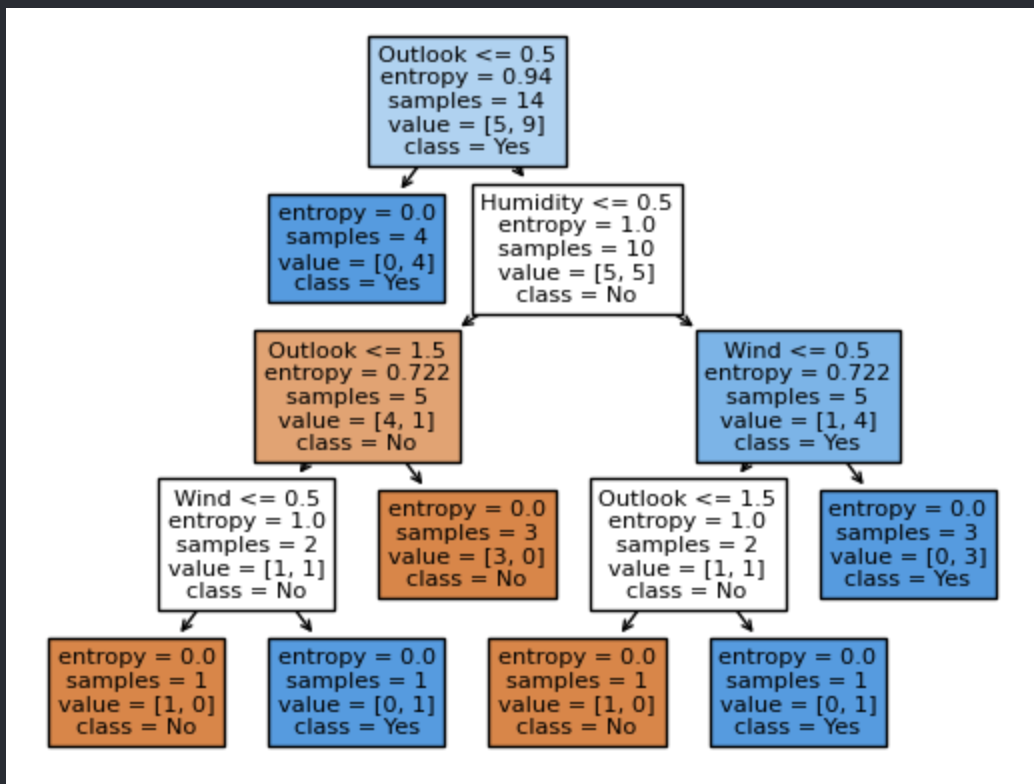 Outlook <= 0.5
entropy = 0.94
samples = 14
value = [5, 9]
class = Yes
entropy = 0.0
samples = 4
value = [0, 4]
class = Yes
Humidity <= 0.5
entropy = 1.0
samples = 10
value = [5, 5]
class = No
Outlook <= 1.5
entropy = 0.722
samples = 5
value = [4, 1]
class = No
Wind <= 0.5
entropy = 0.722
samples = 5
value = [1, 4]
class = Yes
Wind <= 0.5
entropy = 1.0
samples = 2
value = [1, 1]
class = No
entropy = 0.0
samples = 3
value = [3, 0]
class = No
Outlook <= 1.5
entropy = 1.0
samples = 2
value = [1, 1]
class = No
entropy = 0.0
samples = 3
value = [0, 3]
class = Yes
entropy = 0.0
samples = 1
value = [1, 0]
class = No
entropy = 0.0
samples = 1
value = [0, 1]
class = Yes
entropy = 0.0
samples = 1
value = [1, 0]
class = No
entropy = 0.0
samples = 1
value = [0, 1]
class = Yes